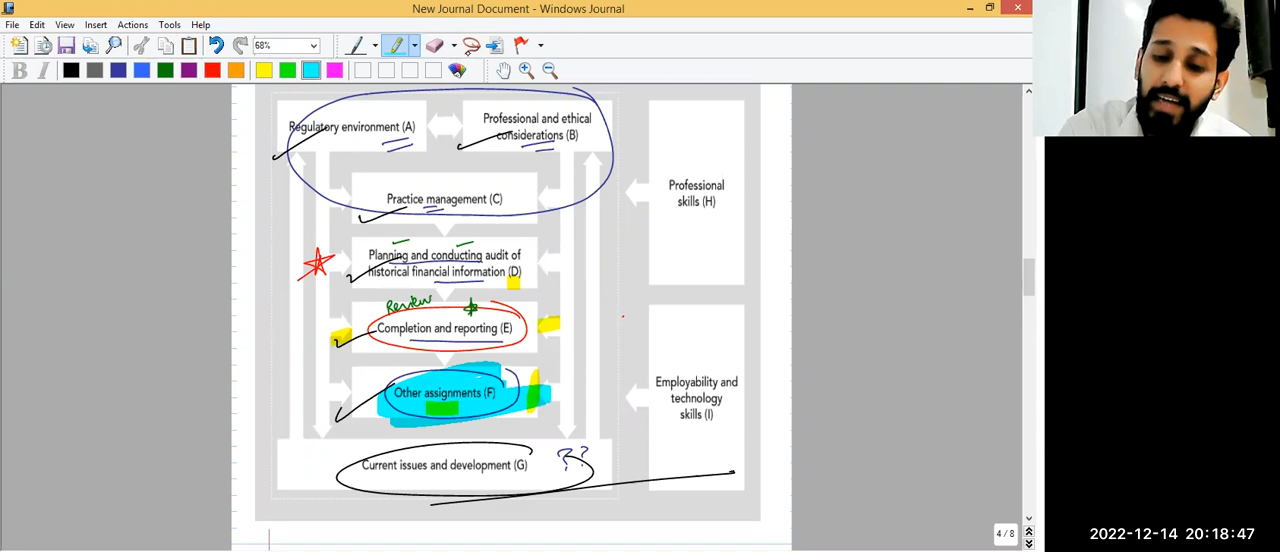 New Journal Document - Windows Journal
File Edit View Insert Actions Tools Help
68%
B I
Regulatory environment (A)
Professional and ethical
considerations (B)
Practice management (C)
Planning and conducting audit of
historical financial information (D)
Review
Completion and reporting (E)
Other assignments (F)
Current issues and development (G)
??
Professional
skills (H)
Employability and
technology
skills (I)
4 / 8
2022-12-14 20:18:47